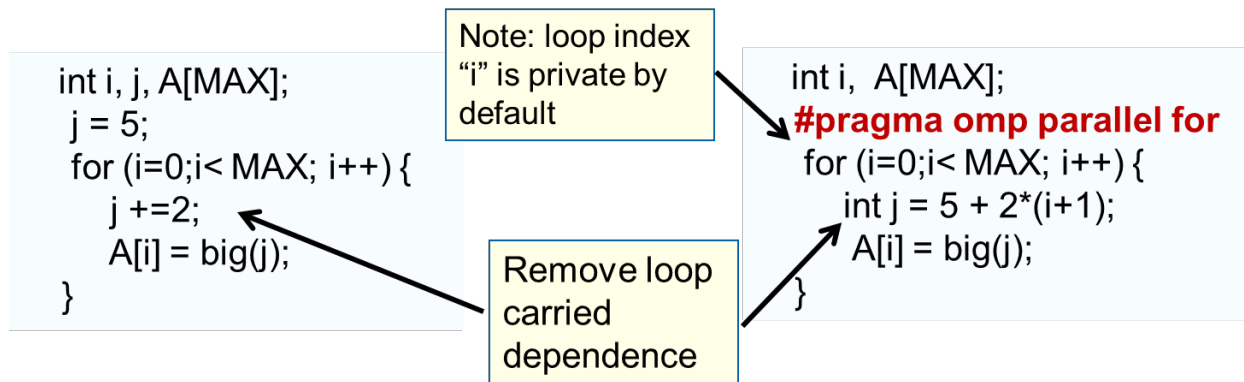 int i, j, A[MAX];
j = 5;
for (i=0;i< MAX; i++) {
j +=2;
A[i] = big(j);
}
Note: loop index
“i” is private by
default
Remove loop
carried
dependence
int i, A[MAX];
#pragma omp parallel for
for (i=0;i< MAX; i++) {
int j = 5 + 2*(i+1);
A[i] = big(j);
}